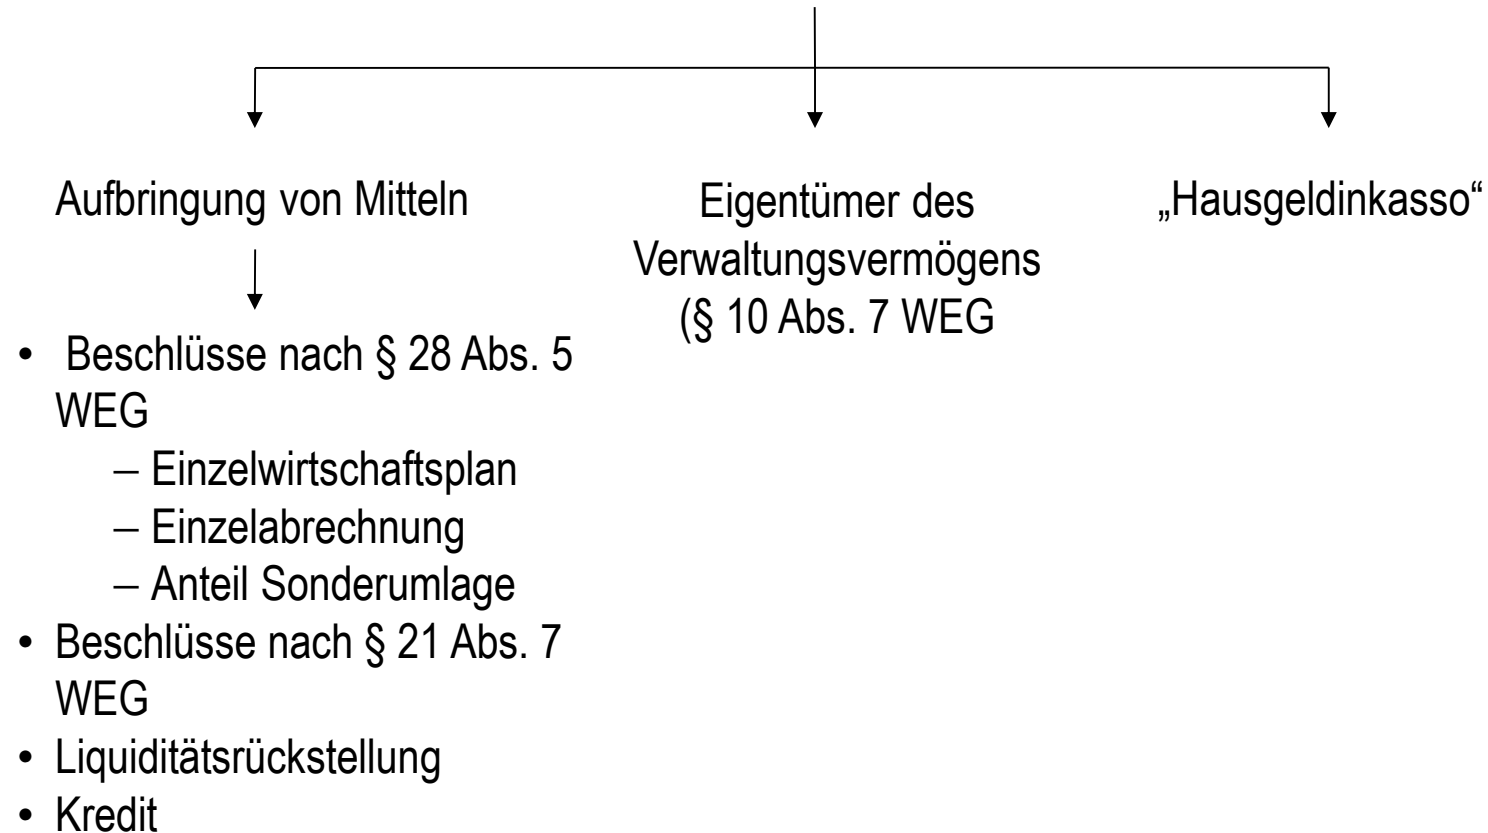 Aufbringung von Mitteln
• Beschlüsse nach § 28 Abs. 5
WEG
– Einzelwirtschaftsplan
– Einzelabrechnung
– Anteil Sonderumlage
• Beschlüsse nach § 21 Abs. 7
WEG
• Liquiditätsrückstellung
• Kredit
Eigentümer des
Verwaltungsvermögens
(§ 10 Abs. 7 WEG
„Hausgeldinkasso“